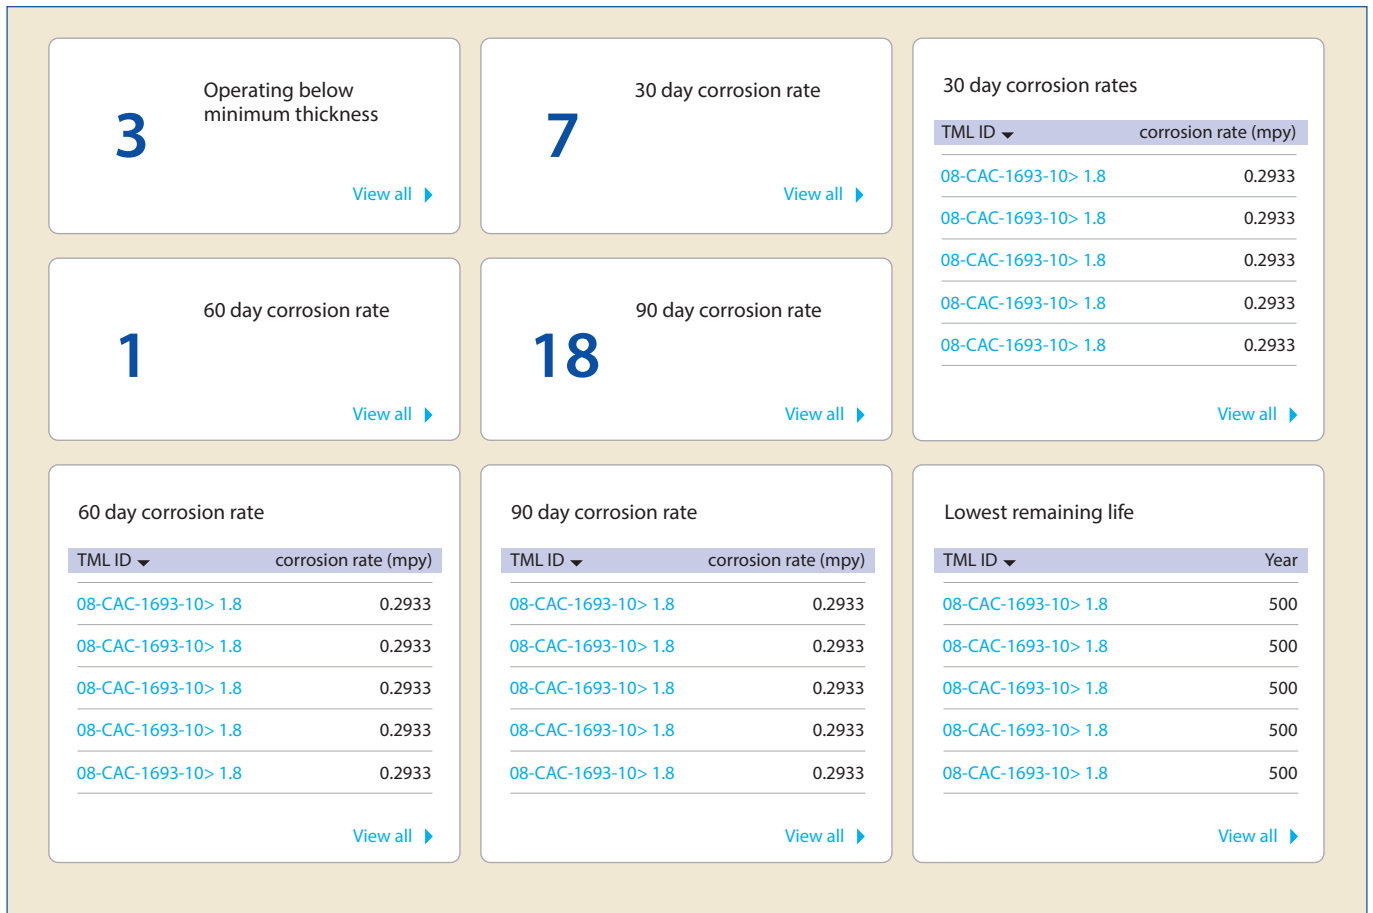 3
Operating below
minimum thickness
View all
7
30 day corrosion rate
View all
1
60 day corrosion rate
View all
18
90 day corrosion rate
View all
30 day corrosion rates
TML ID corrosion rate (mpy)
08-CAC-1693-10> 1.8 0.2933
08-CAC-1693-10> 1.8 0.2933
08-CAC-1693-10> 1.8 0.2933
08-CAC-1693-10> 1.8 0.2933
08-CAC-1693-10> 1.8 0.2933
View all
60 day corrosion rate
TML ID corrosion rate (mpy)
08-CAC-1693-10> 1.8 0.2933
08-CAC-1693-10> 1.8 0.2933
08-CAC-1693-10> 1.8 0.2933
08-CAC-1693-10> 1.8 0.2933
08-CAC-1693-10> 1.8 0.2933
View all
90 day corrosion rate
TML ID corrosion rate (mpy)
08-CAC-1693-10> 1.8 0.2933
08-CAC-1693-10> 1.8 0.2933
08-CAC-1693-10> 1.8 0.2933
08-CAC-1693-10> 1.8 0.2933
08-CAC-1693-10> 1.8 0.2933
View all
Lowest remaining life
TML ID Year
08-CAC-1693-10> 1.8 500
08-CAC-1693-10> 1.8 500
08-CAC-1693-10> 1.8 500
08-CAC-1693-10> 1.8 500
08-CAC-1693-10> 1.8 500
View all